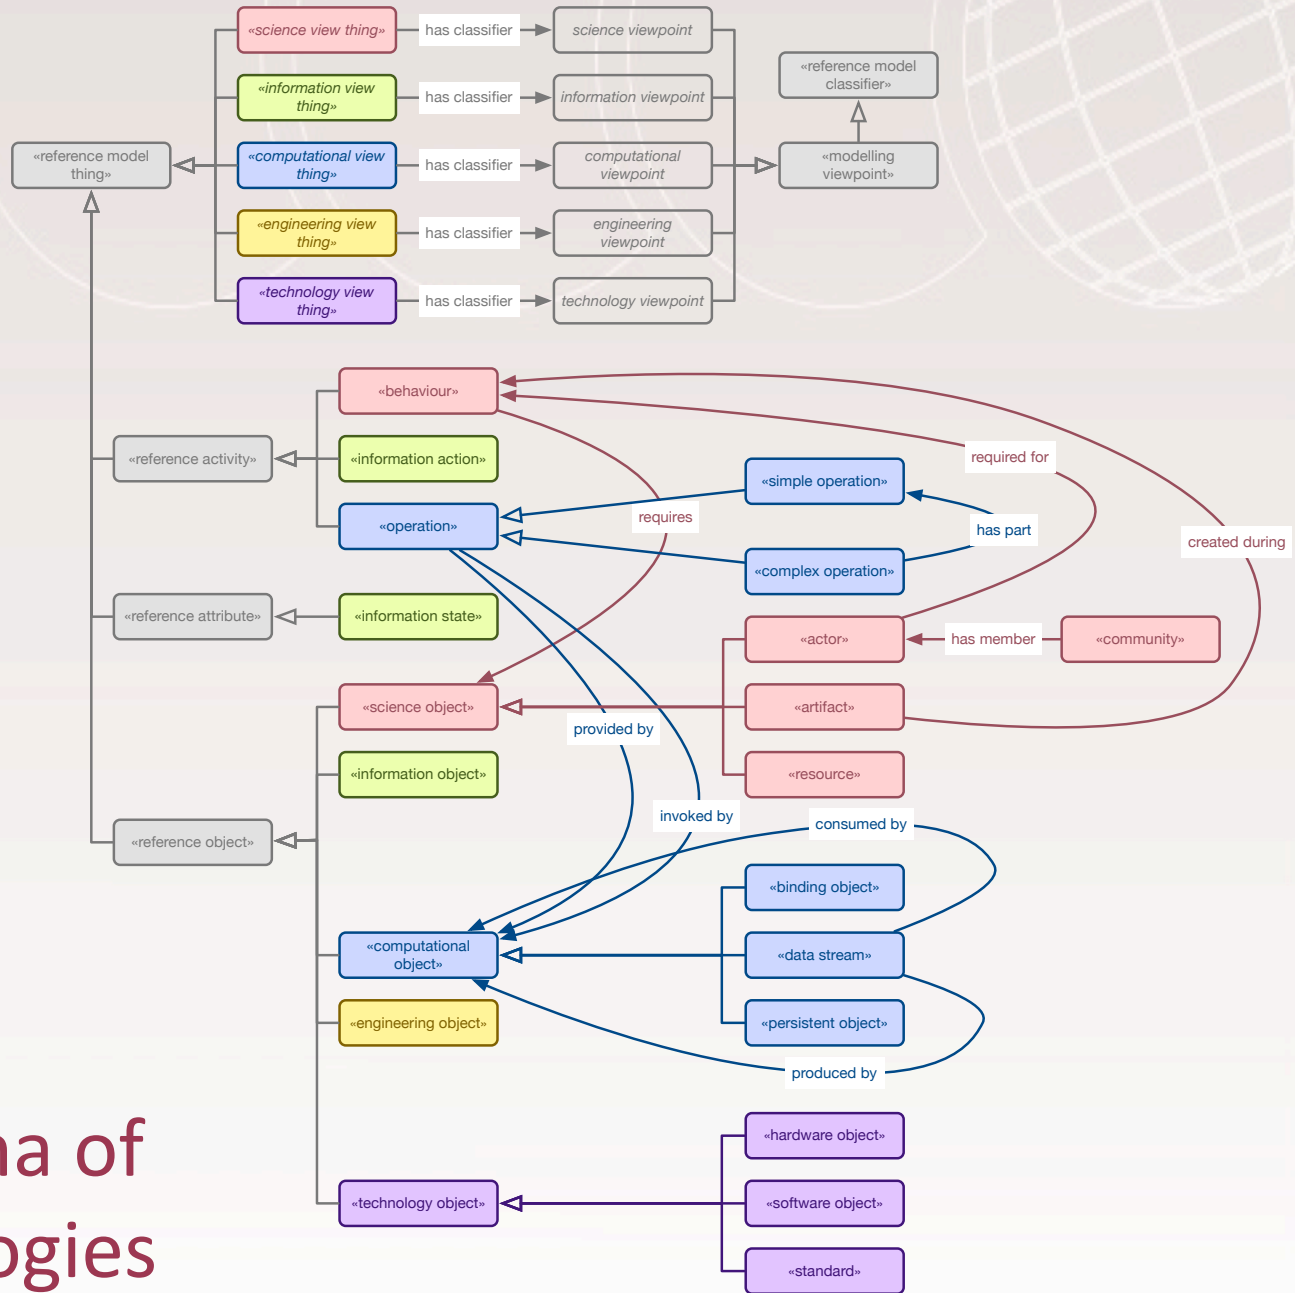 «science view thing»
has classifier
science viewpoint
«reference model
classifier»
«information view
thing»
has classifier
information viewpoint
«reference model
thing»
«computational view
thing»
has classifier
computational
viewpoint
«modelling
viewpoint»
«engineering view
thing»
has classifier
engineering
viewpoint
«technology view
thing»
has classifier
technology viewpoint
«behaviour»
required for
«reference activity»
«information action»
«simple operation»
requires
«operation»
has part
created during
«complex operation»
«reference attribute»
«information state»
«actor»
has member
«community»
«science object»
«artifact»
provided by
«information object»
«resource»
invoked by
consumed by
«reference object»
«binding object»
«computational
object»
«data stream»
«engineering object»
«persistent object»
produced by
«hardware object»
na of
«technology object»
«software object»
ogies
«standard»